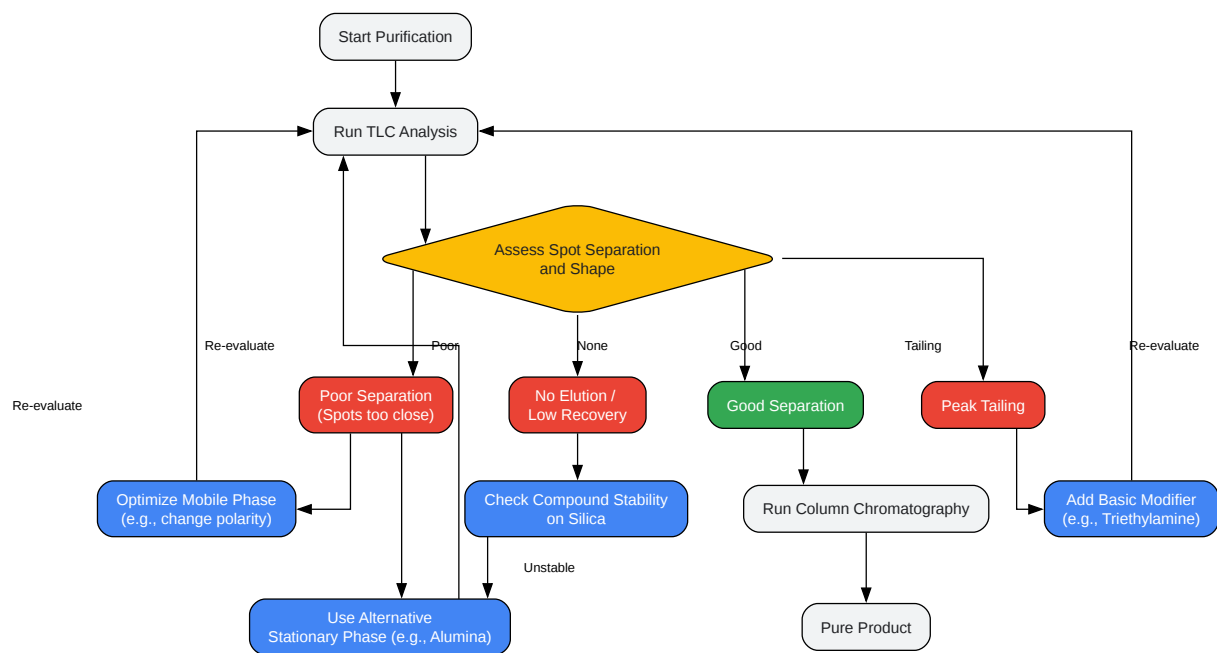 Start Purification
Run TLC Analysis
Assess Spot Separation
and Shape
Re-evaluate
Poor
None
Good
Tailing
Re-evaluate
Re-evaluate
Poor Separation
(Spots too close)
No Elution /
Low Recovery
Good Separation
Peak Tailing
Optimize Mobile Phase
(e.g., change polarity)
Check Compound Stability
on Silica
Run Column Chromatography
Add Basic Modifier
(e.g., Triethylamine)
Unstable
Use Alternative
Stationary Phase (e.g., Alumina)
Pure Product